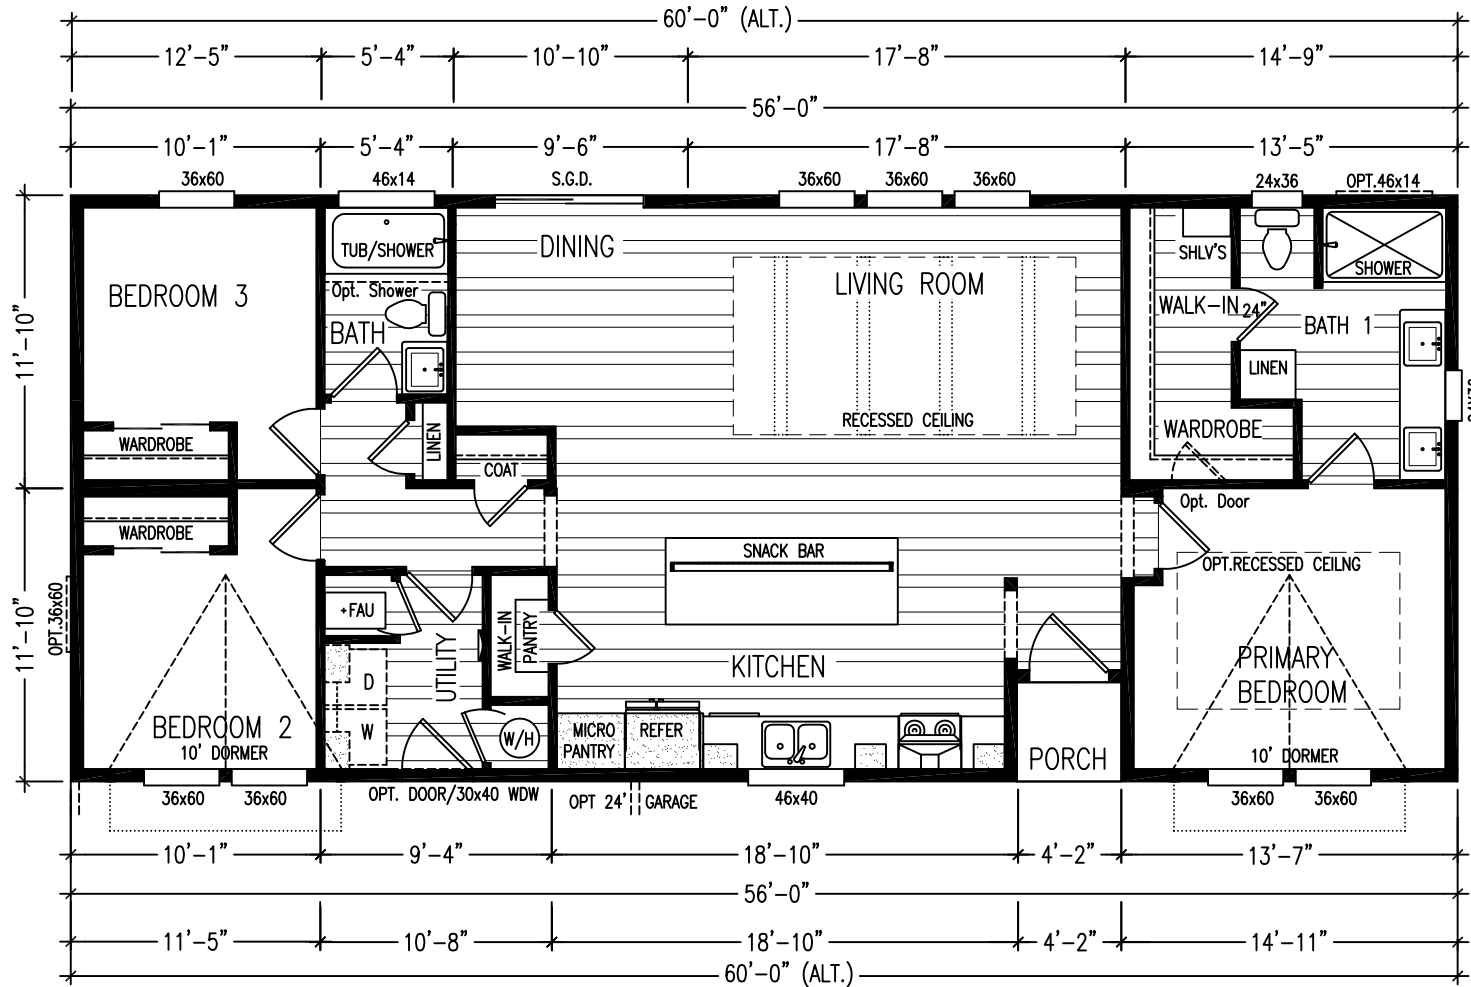 60'-0" (ALT.)
12'-5" 5'-4" 10'-10" 17'-8" 14'-9"
56'-0"
10'-1" 5'-4" 9'-6" 17'-8" 13'-5"
36x60 46x14 S.G.D. 36x60 36x60 36x60 24x36 OPT.46x14
TUB/SHOWER
DINING
SHLV'S
SHOWER
BEDROOM 3
Opt. Shower
LIVING ROOM
WALK-IN 24"
BATH
BATH 1
11'-10"
LINEN
RECESSED CEILING
WARDROBE
LINEN
WARDROBE
COAT
Opt. Door
WARDROBE
SNACK BAR
OPT.RECESSED CEILNG
OPT.36x60
+FAU
11'-10"
WALK-IN
PANTRY
UTILITY
KITCHEN
PRIMARY
BEDROOM
D
W
BEDROOM 2
10' DORMER
W/H
MICRO
PANTRY
REFER
PORCH
10' DORMER
36x60 36x60 OPT. DOOR/30x40 WDW OPT 24' GARAGE 46x40 36x60 36x60
10'-1" 9'-4" 18'-10" 4'-2" 13'-7"
56'-0"
11'-5" 10'-8" 18'-10" 4'-2" 14'-11"
60'-0" (ALT.)